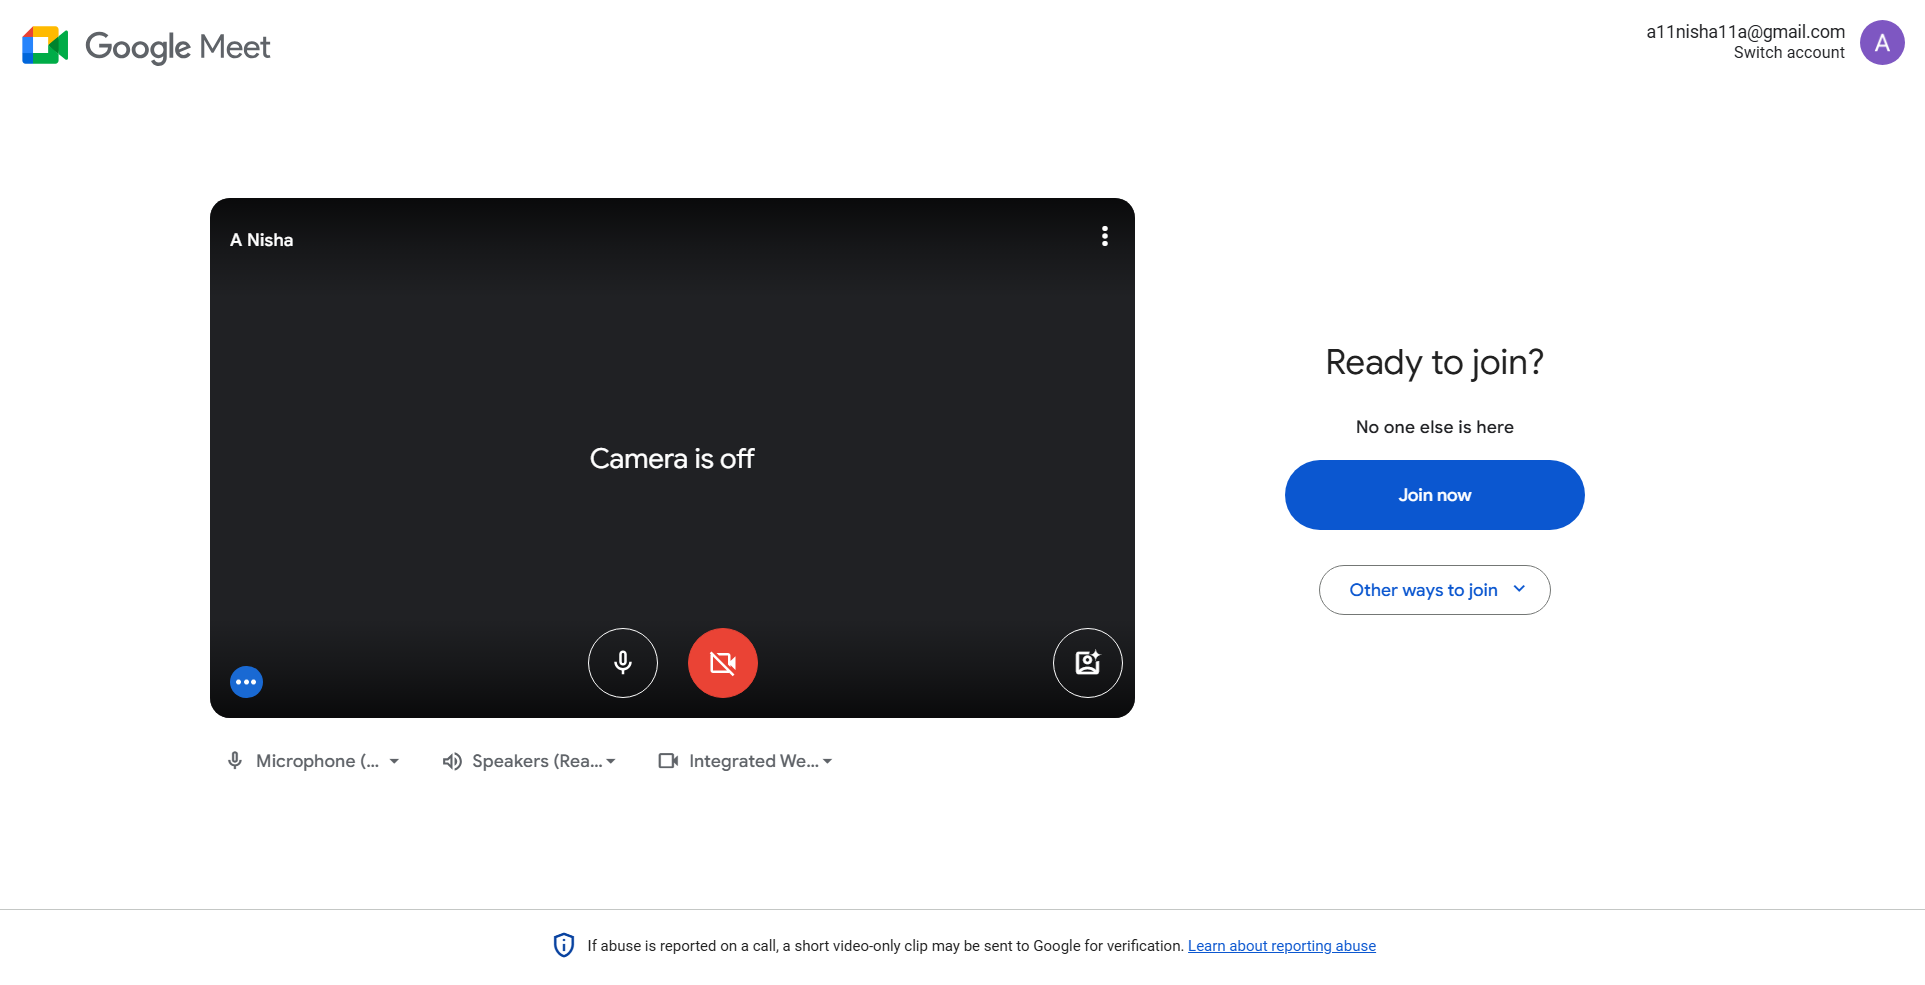 Google Meet
a11nisha11a@gmail.com
Switch account
A
A Nisha
Camera is off
Ready to join?
No one else is here
Join now
Other ways to join
Microphone (...
Speakers (Rea...
Integrated We...
If abuse is reported on a call, a short video-only clip may be sent to Google for verification. Learn about reporting abuse